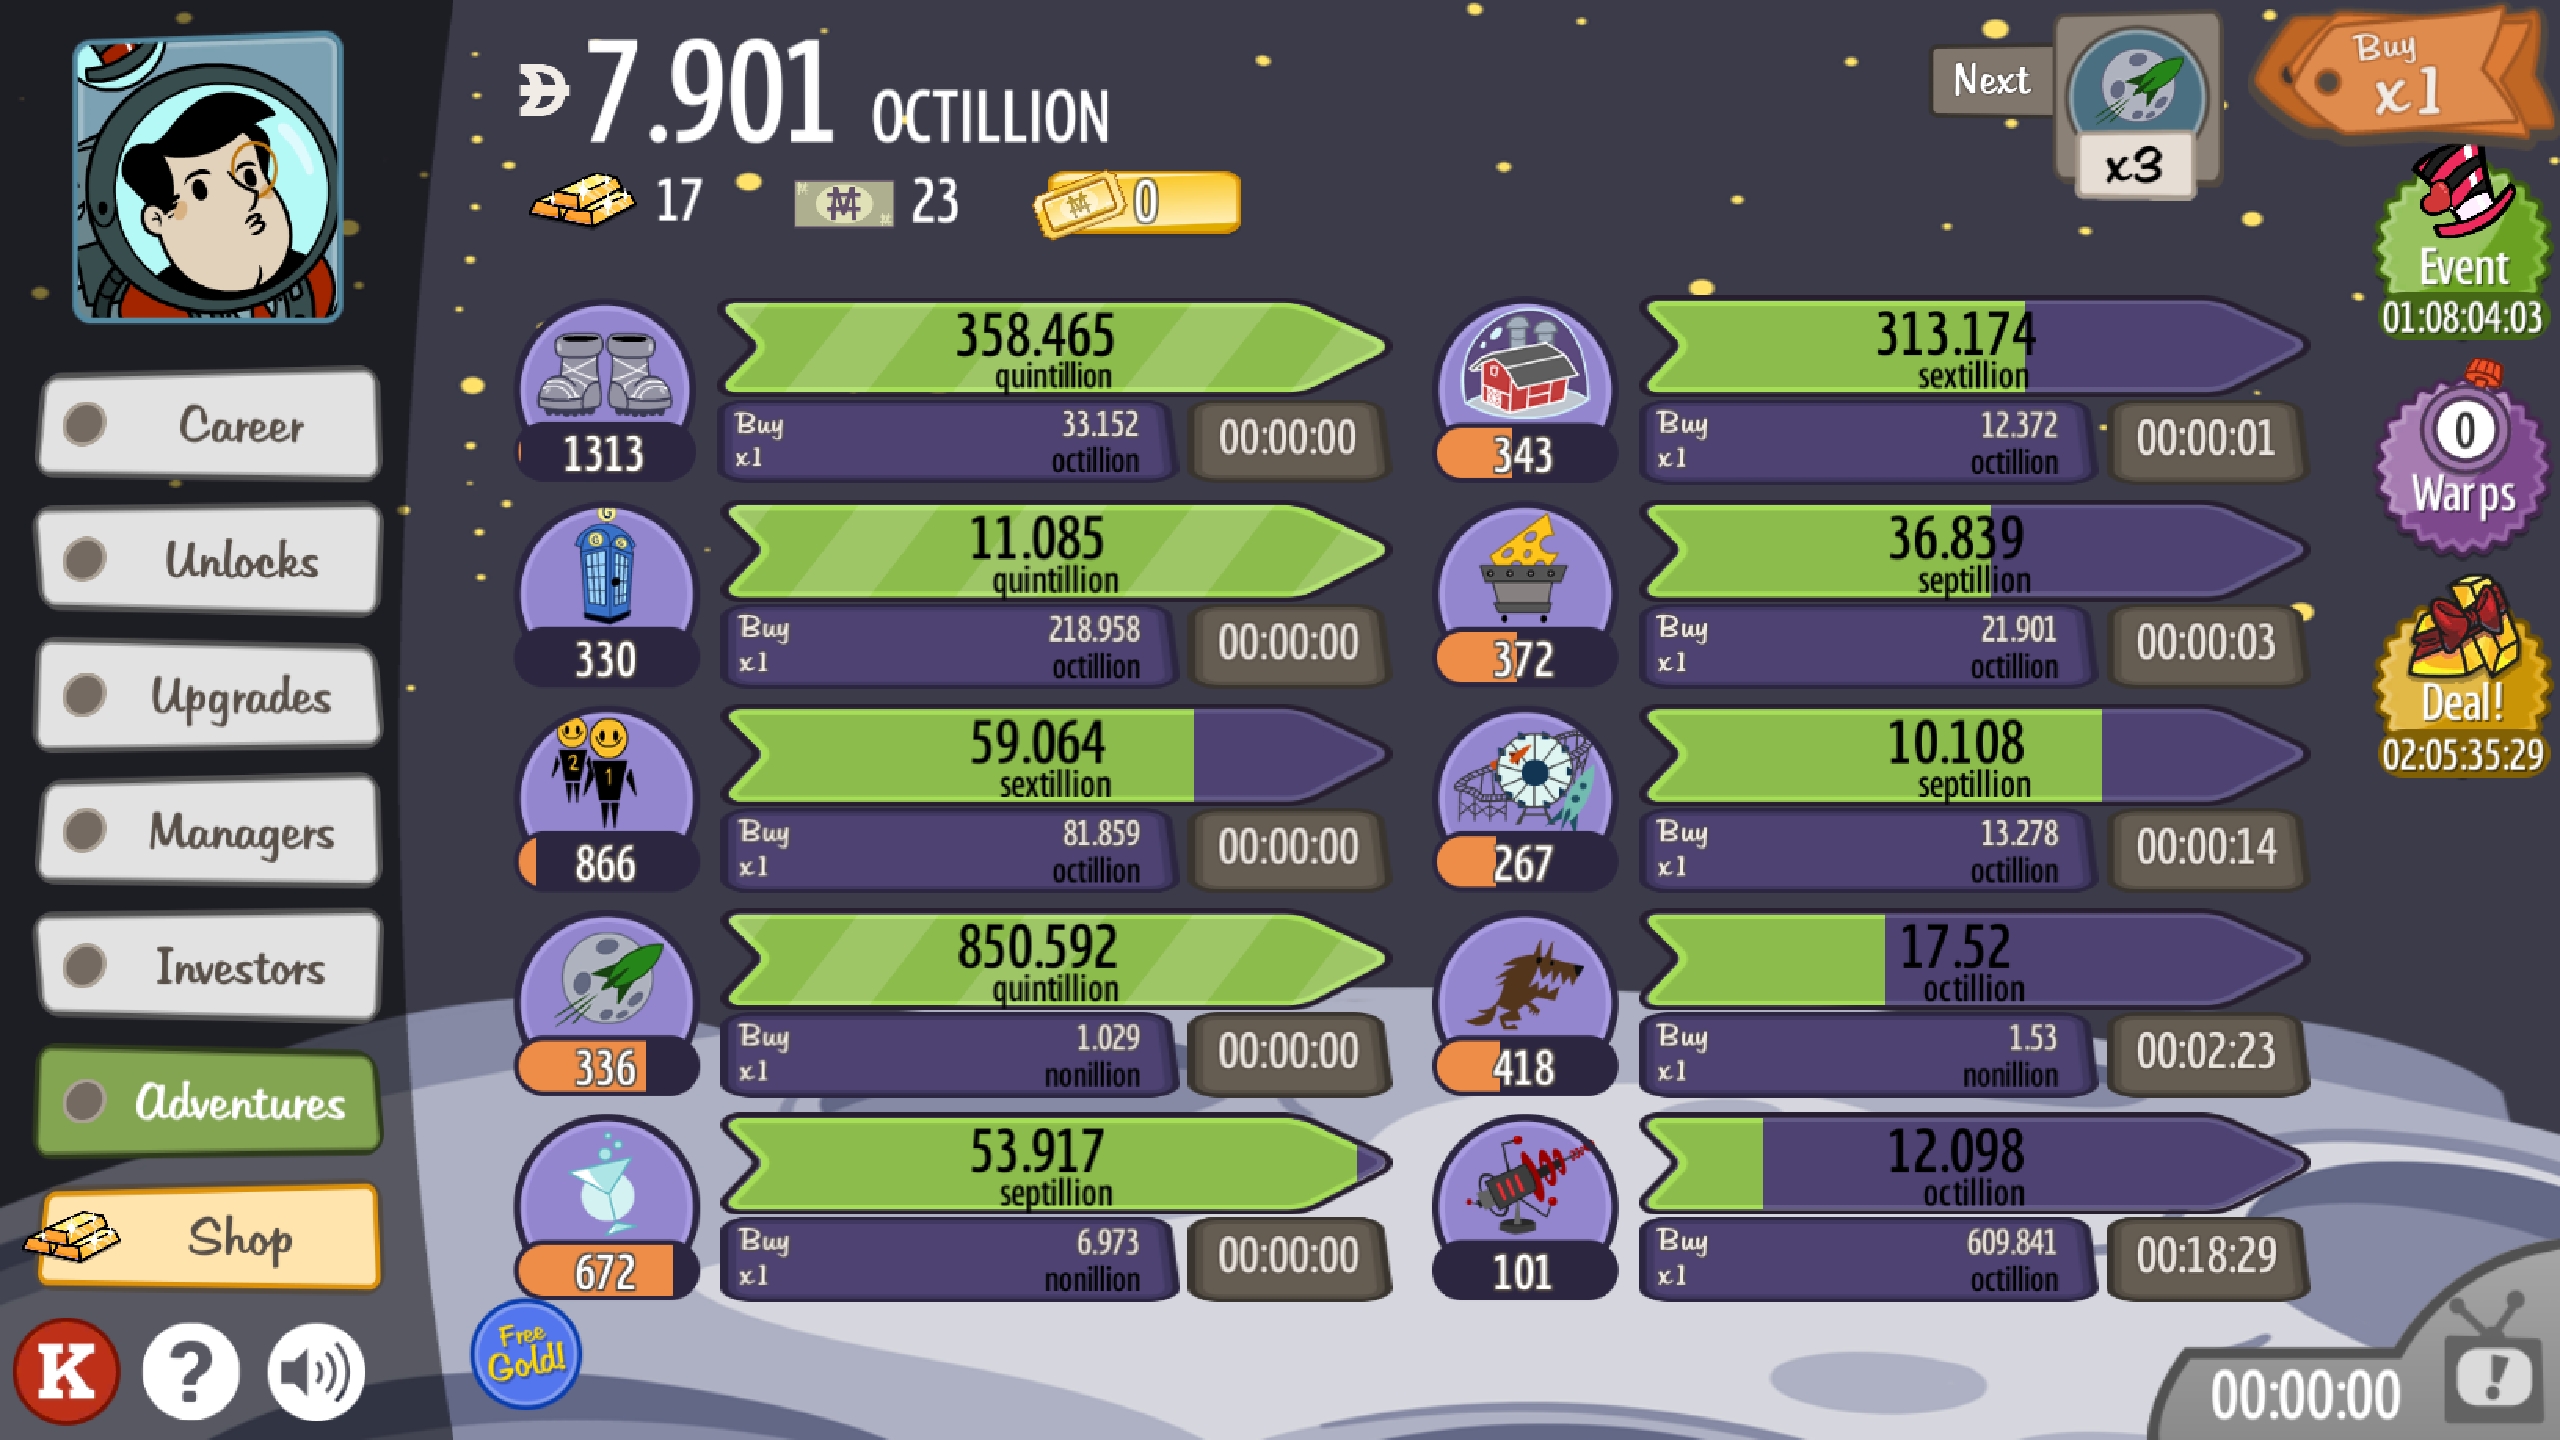 7.901 OCTILLION
17
23
0
Next
x3
Buy
x1
Event
01:08:04:03
0
Warps
Deal!
02:05:35:29
Career
Unlocks
Upgrades
Managers
Investors
Adventures
Shop
K
?
Free
Gold!
358.465
quintillion
1313
Buy
x1
33.152
octillion
00:00:00
11.085
quintillion
330
Buy
x1
218.958
octillion
00:00:00
2
1
59.064
sextillion
866
Buy
x1
81.859
octillion
00:00:00
850.592
quintillion
336
Buy
x1
1.029
nonillion
00:00:00
53.917
septillion
672
Buy
x1
6.973
nonillion
00:00:00
313.174
sextillion
343
Buy
x1
12.372
octillion
00:00:01
36.839
septillion
372
Buy
x1
21.901
octillion
00:00:03
10.108
septillion
267
Buy
x1
13.278
octillion
00:00:14
17.52
octillion
418
Buy
x1
1.53
nonillion
00:02:23
12.098
octillion
101
Buy
x1
609.841
octillion
00:18:29
00:00:00
!